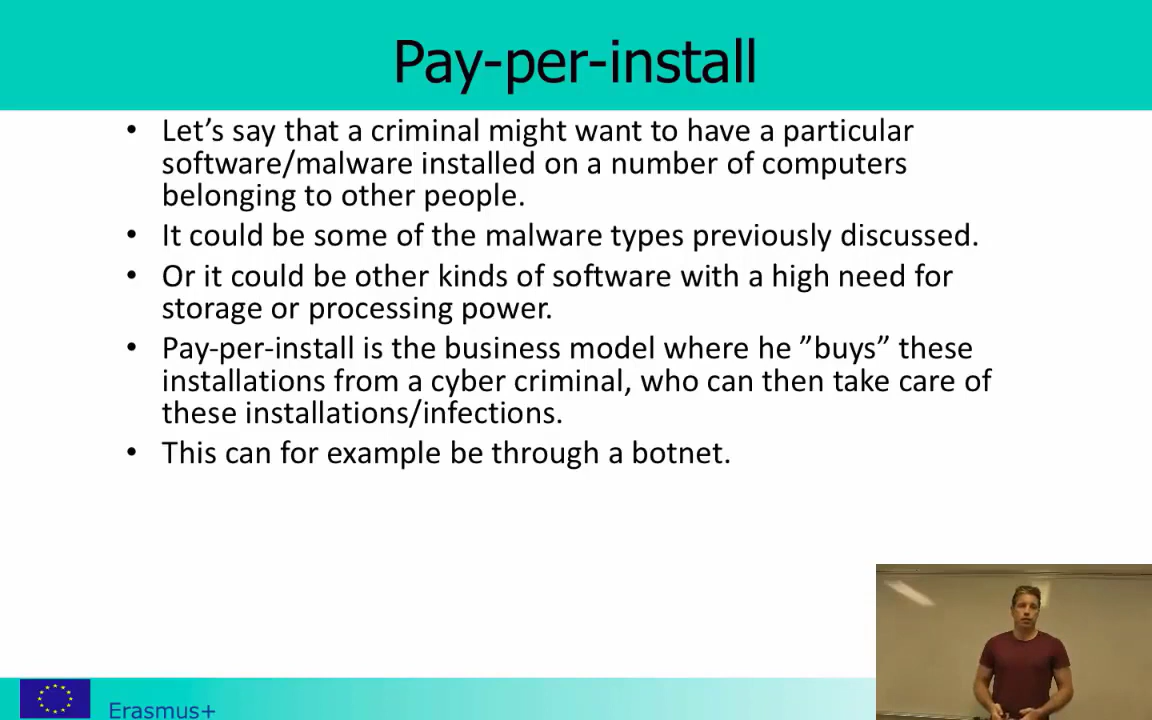 Pay-per-install
• Let’s say that a criminal might want to have a particular
software/malware installed on a number of computers
belonging to other people.
• It could be some of the malware types previously discussed.
• Or it could be other kinds of software with a high need for
storage or processing power.
• Pay-per-install is the business model where he ”buys” these
installations from a cyber criminal, who can then take care of
these installations/infections.
• This can for example be through a botnet.
Erasmus+